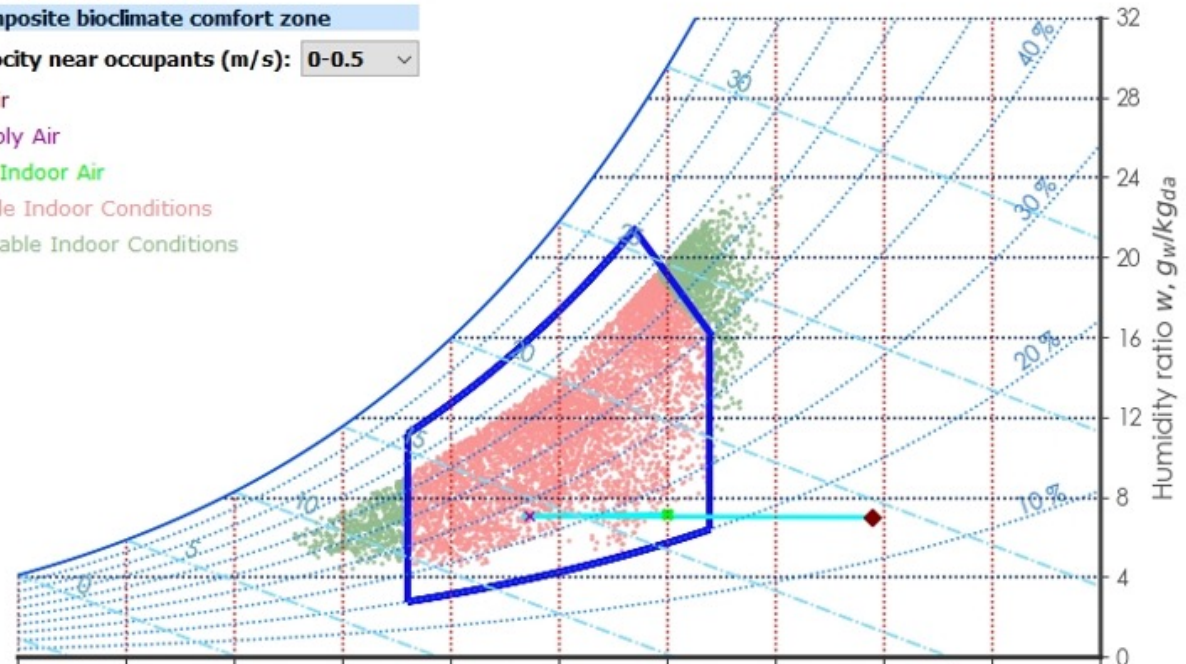 mposite bioclimate comfort zone
ocity near occupants (m/s): 0-0.5
r
ply Air
Indoor Air
le Indoor Conditions
able Indoor Conditions
32
28
24
20
16
12
8
4
0
Humidity ratio w, gw/kgda
40 %
30 %
20 %
10 %
30
25
20
15
10
5
0